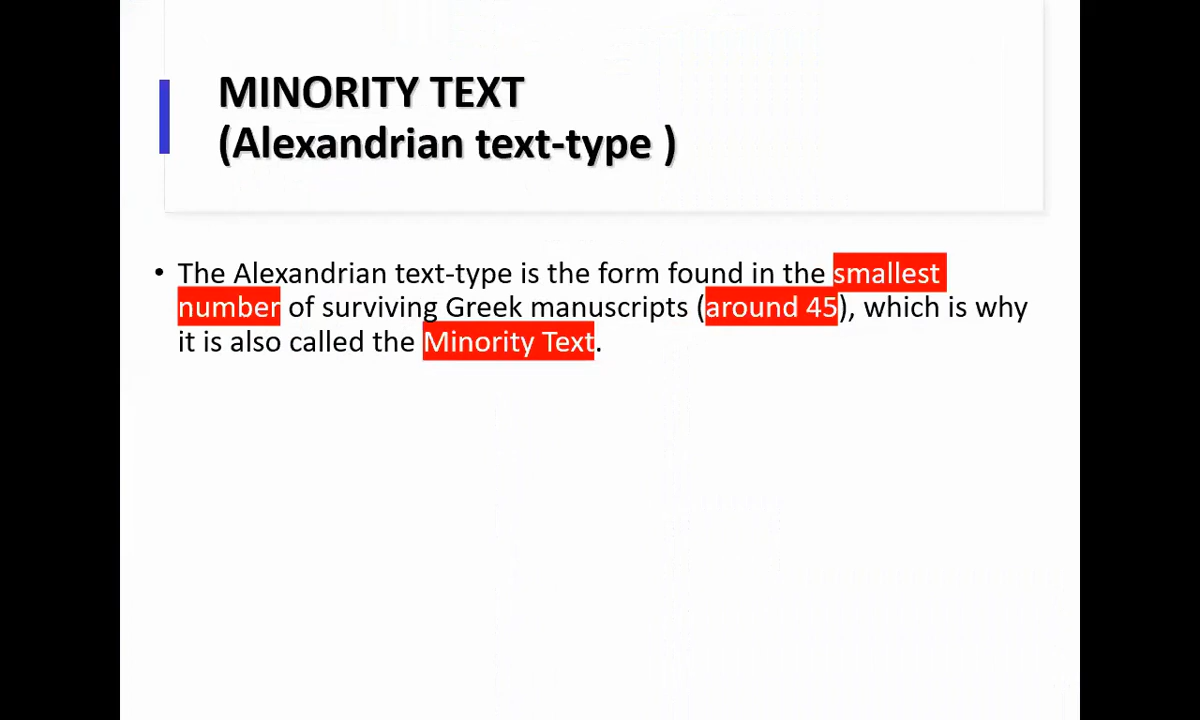 MINORITY TEXT
(Alexandrian text-type )
• The Alexandrian text-type is the form found in the smallest
number of surviving Greek manuscripts (around 45), which is why
it is also called the Minority Text.